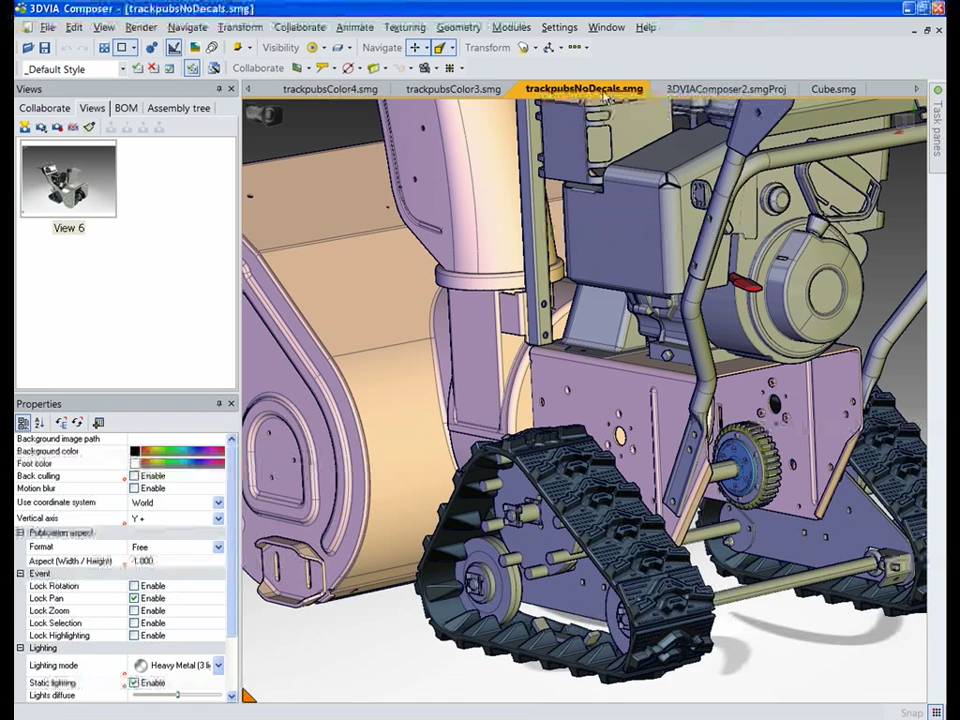 3DVIA Composer - [trackpubsNoDecals.smg]
File Edit View Render Navigate Collaborate Animate Texturing Geometry Modules Settings Window Help
Visibility Navigate Transform
_Default Style Collaborate
Views
trackpubsColor4.smg trackpubsColor3.smg trackpubsNoDecals.smg 3DVIAComposer2.smgProj Cube.smg
Collaborate Views BOM Assembly tree
Task panes
View 6
Properties
Background image path
Background color
Foot color
Back culling Enable
Motion blur Enable
Use coordinate system World
Vertical axis Y +
Publication aspect
Format Free
Aspect (Width / Height) 1.000
Event
Lock Rotation Enable
Lock Pan Enable
Lock Zoom Enable
Lock Selection Enable
Lock Highlighting Enable
Lighting
Lighting mode Heavy Metal (3 li
Static lighting Enable
Lights diffuse
Snap